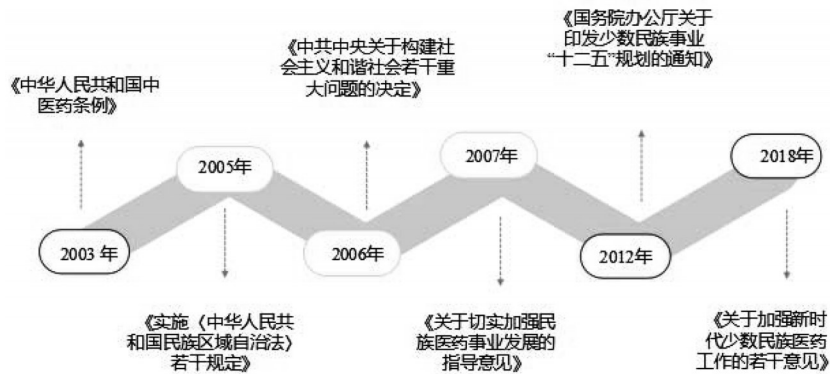 《国务院办公厅关于
印发少数民族事业
“十二五”规划的通知》
《中共中央关于构建社
会主义和谐社会若干重
大问题的决定》
《中华人民共和国中
医药条例》
2005年
2007年
2018年
2003 年
2006年
2012年
《实施〈中华人民共
和国民族区域自治法〉
若干规定》
《关于切实加强民
族医药事业发展的
指导意见》
《关于加强新时
代少数民族医药
工作的若干意见》